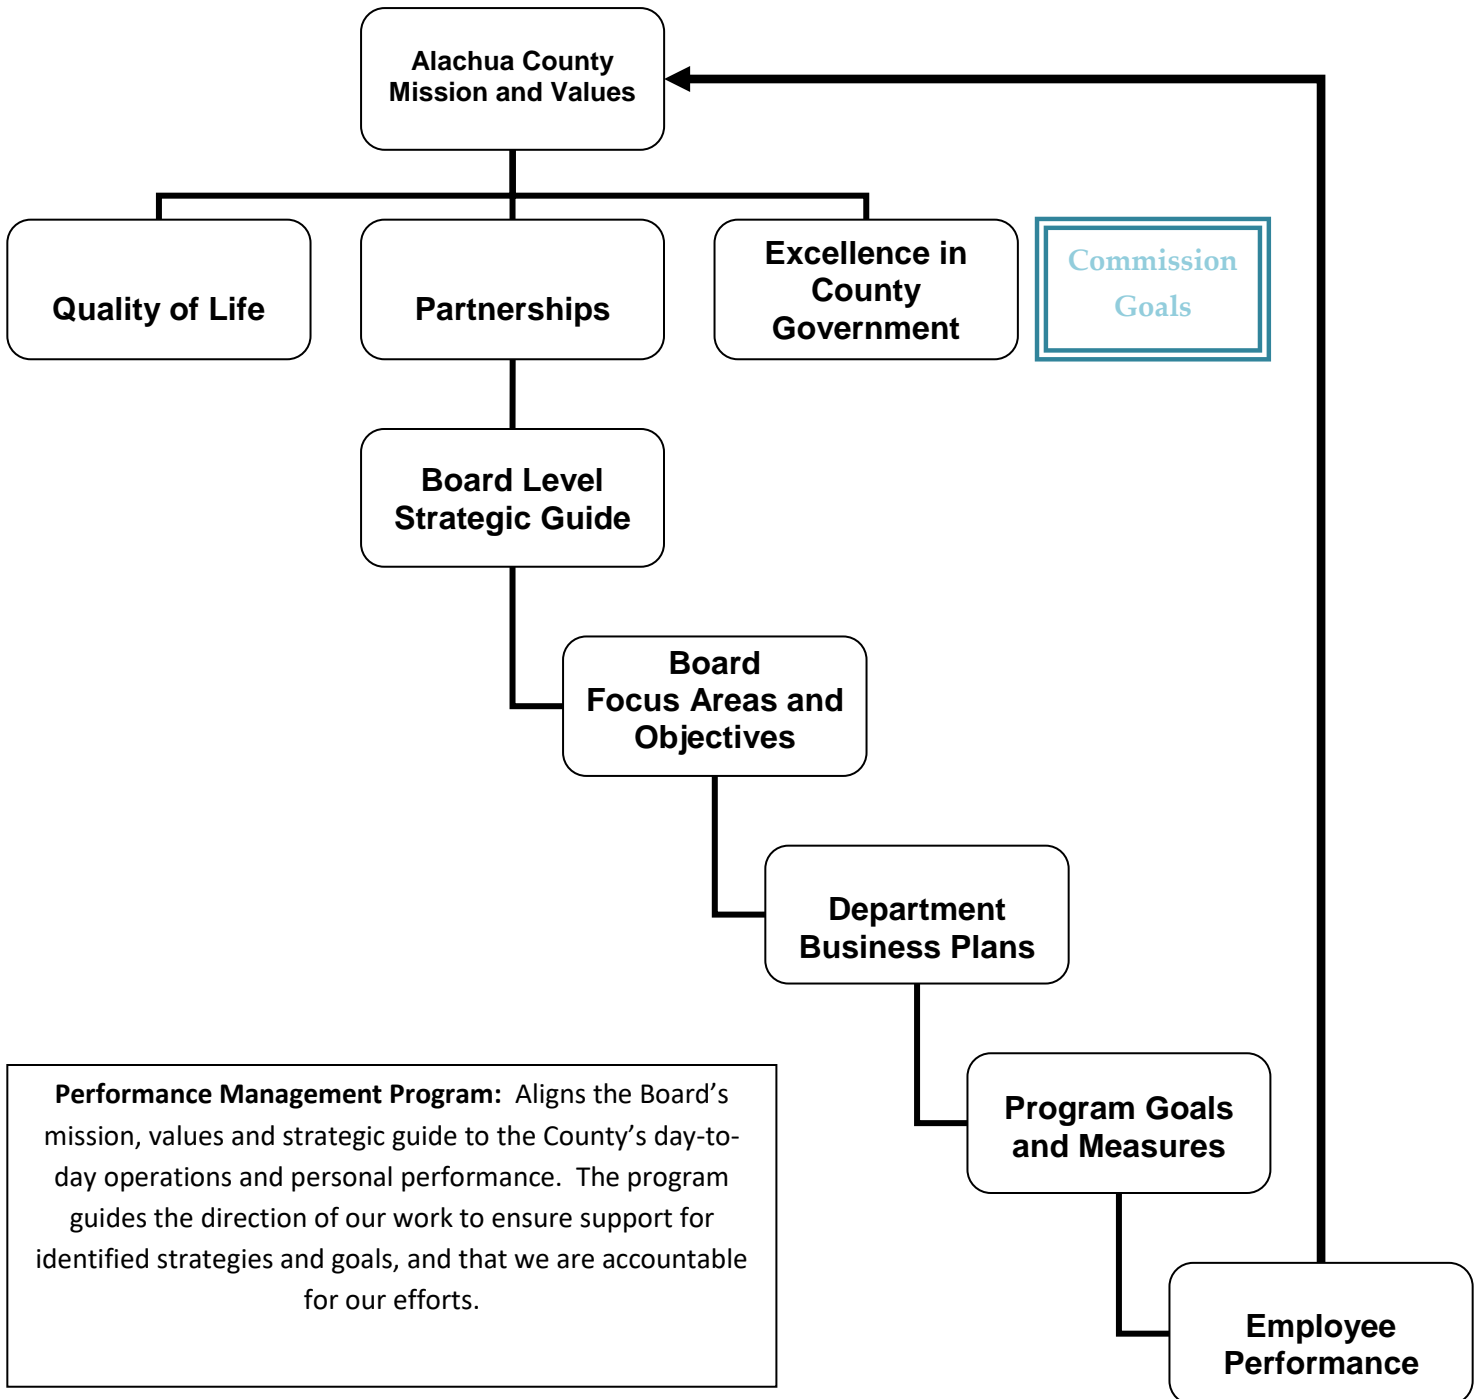 Alachua County
Mission and Values
Quality of Life
Partnerships
Excellence in
County
Government
Commission
Goals
Board Level
Strategic Guide
Board
Focus Areas and
Objectives
Department
Business Plans
Program Goals
and Measures
Performance Management Program:  Aligns the Board’s
mission, values and strategic guide to the County’s day-to-
day operations and personal performance.  The program
guides the direction of our work to ensure support for
identified strategies and goals, and that we are accountable
for our efforts.
Employee
Performance